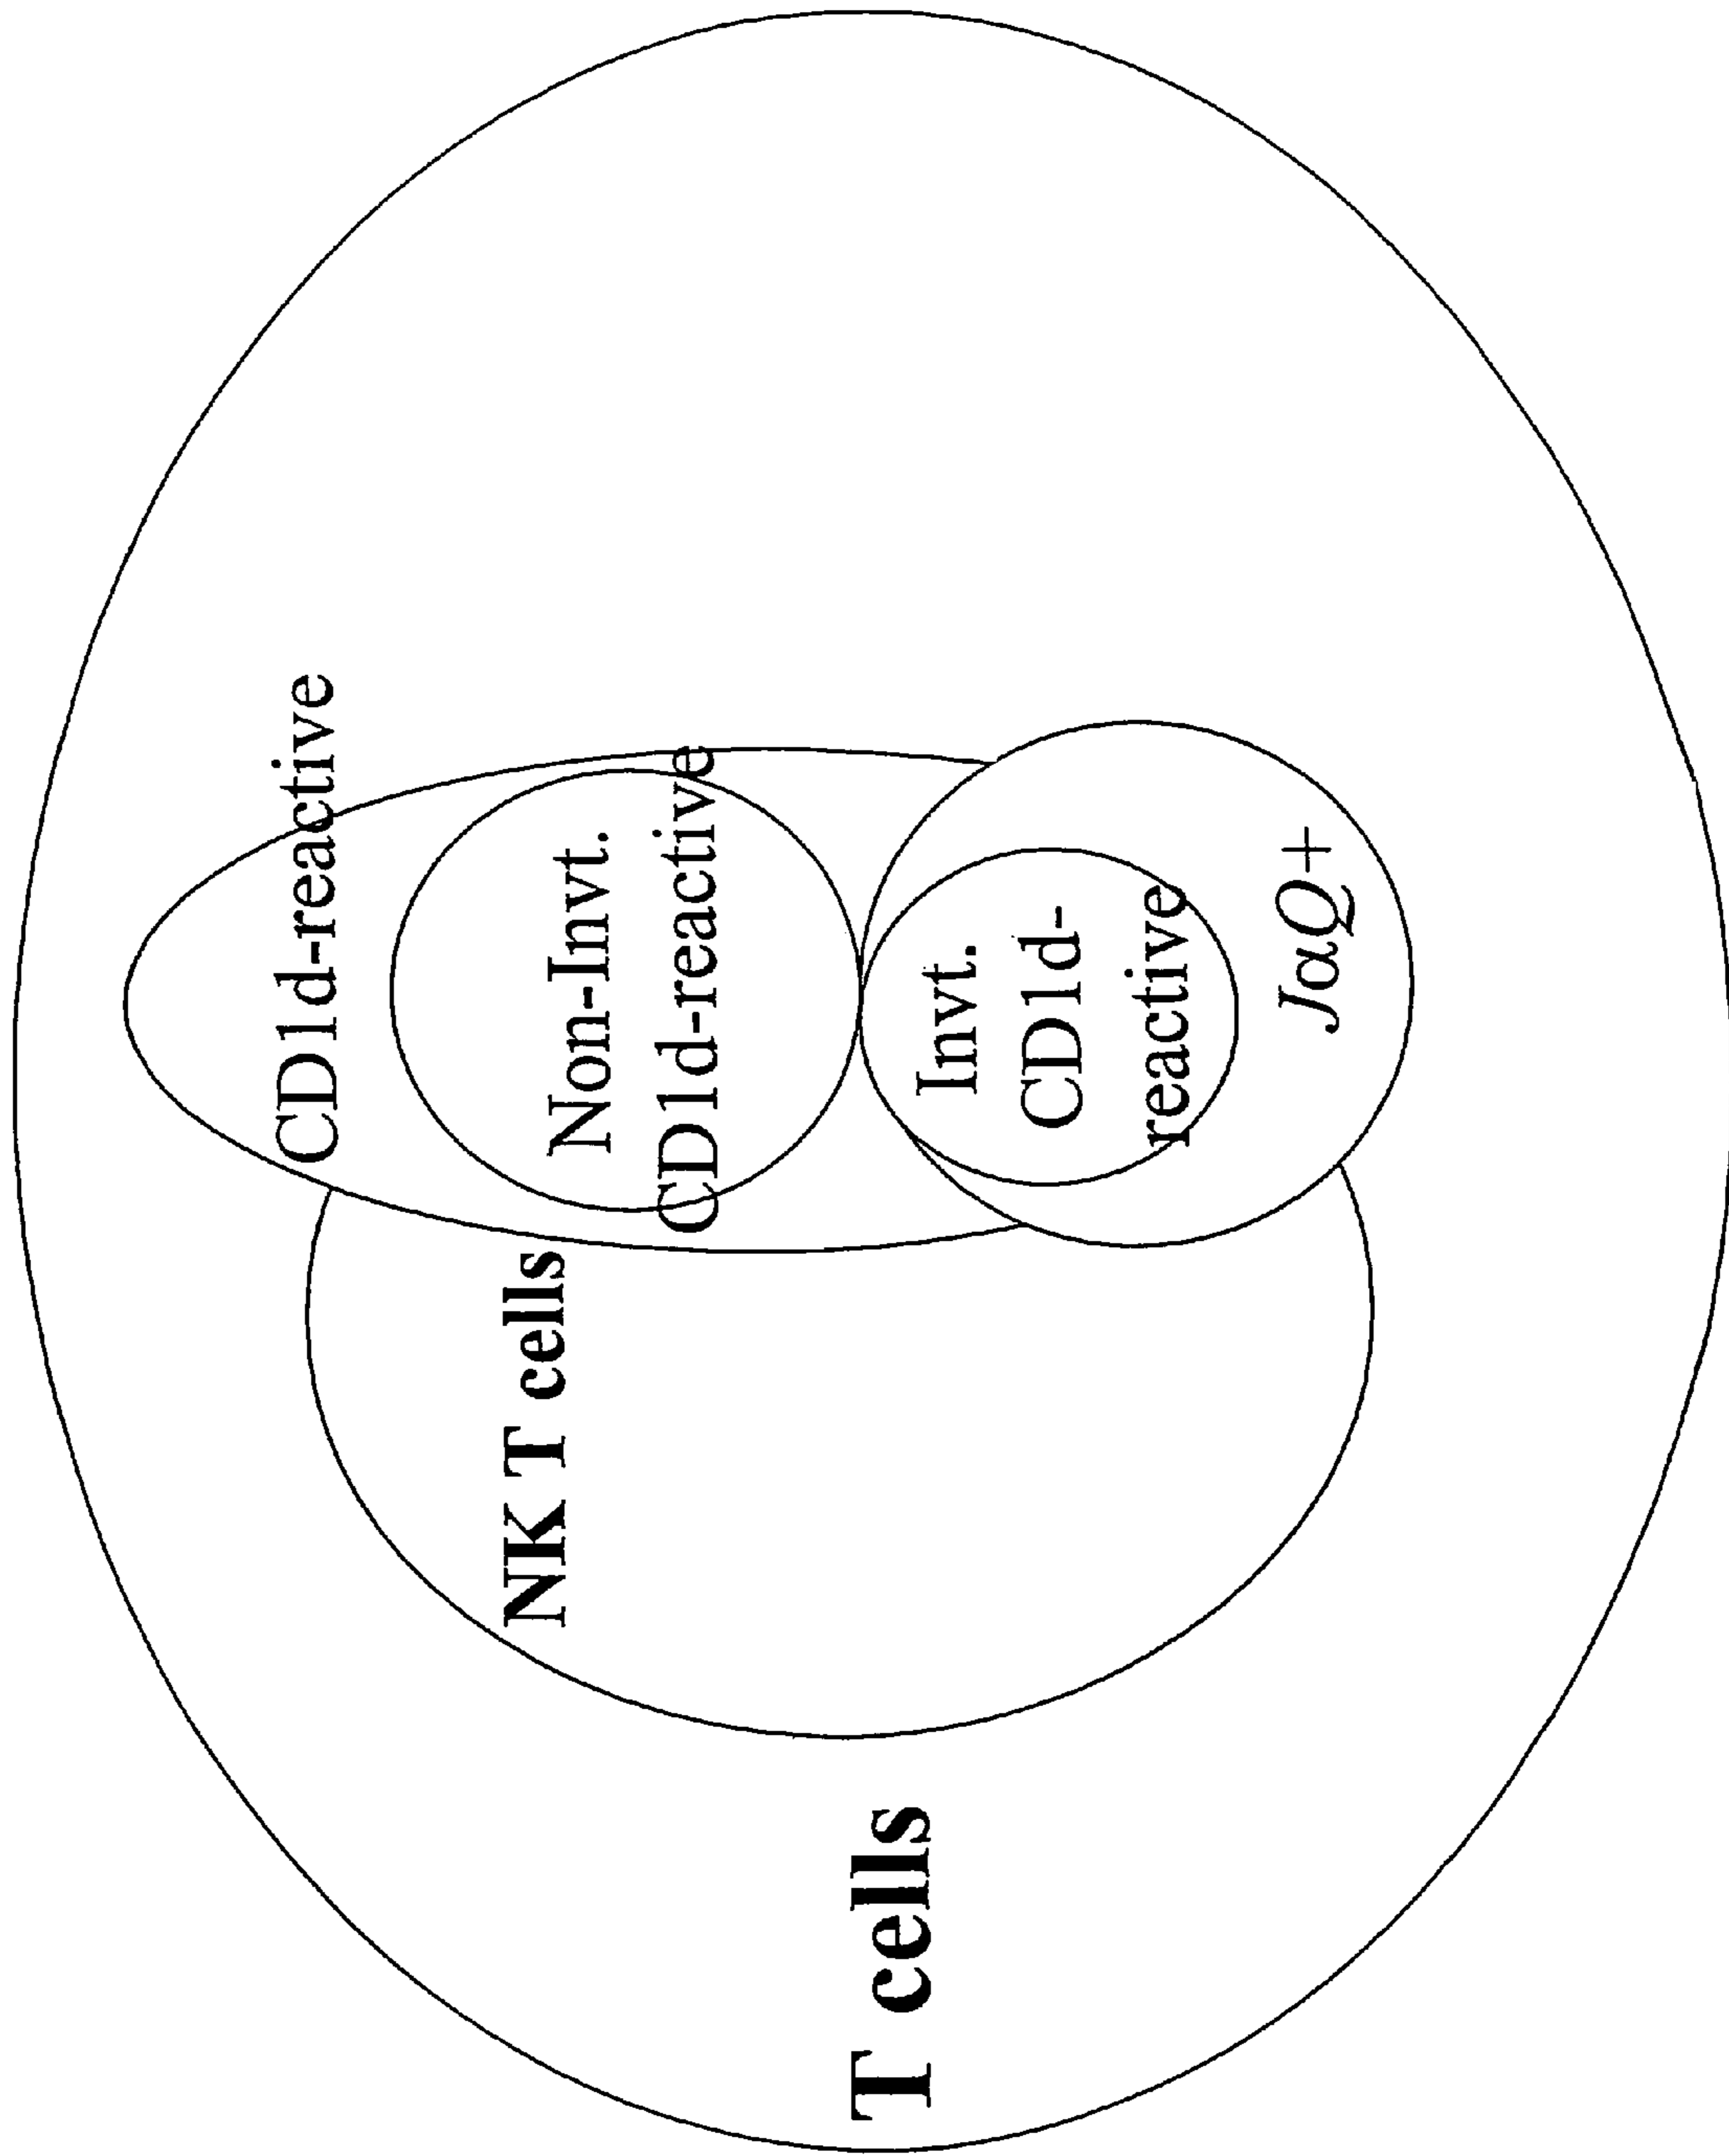 T cells
NK T cells
CD1d-reactive
Non-Invt.
CD1d-reactive
Invt.
CD1d-
reactive
JαQ+